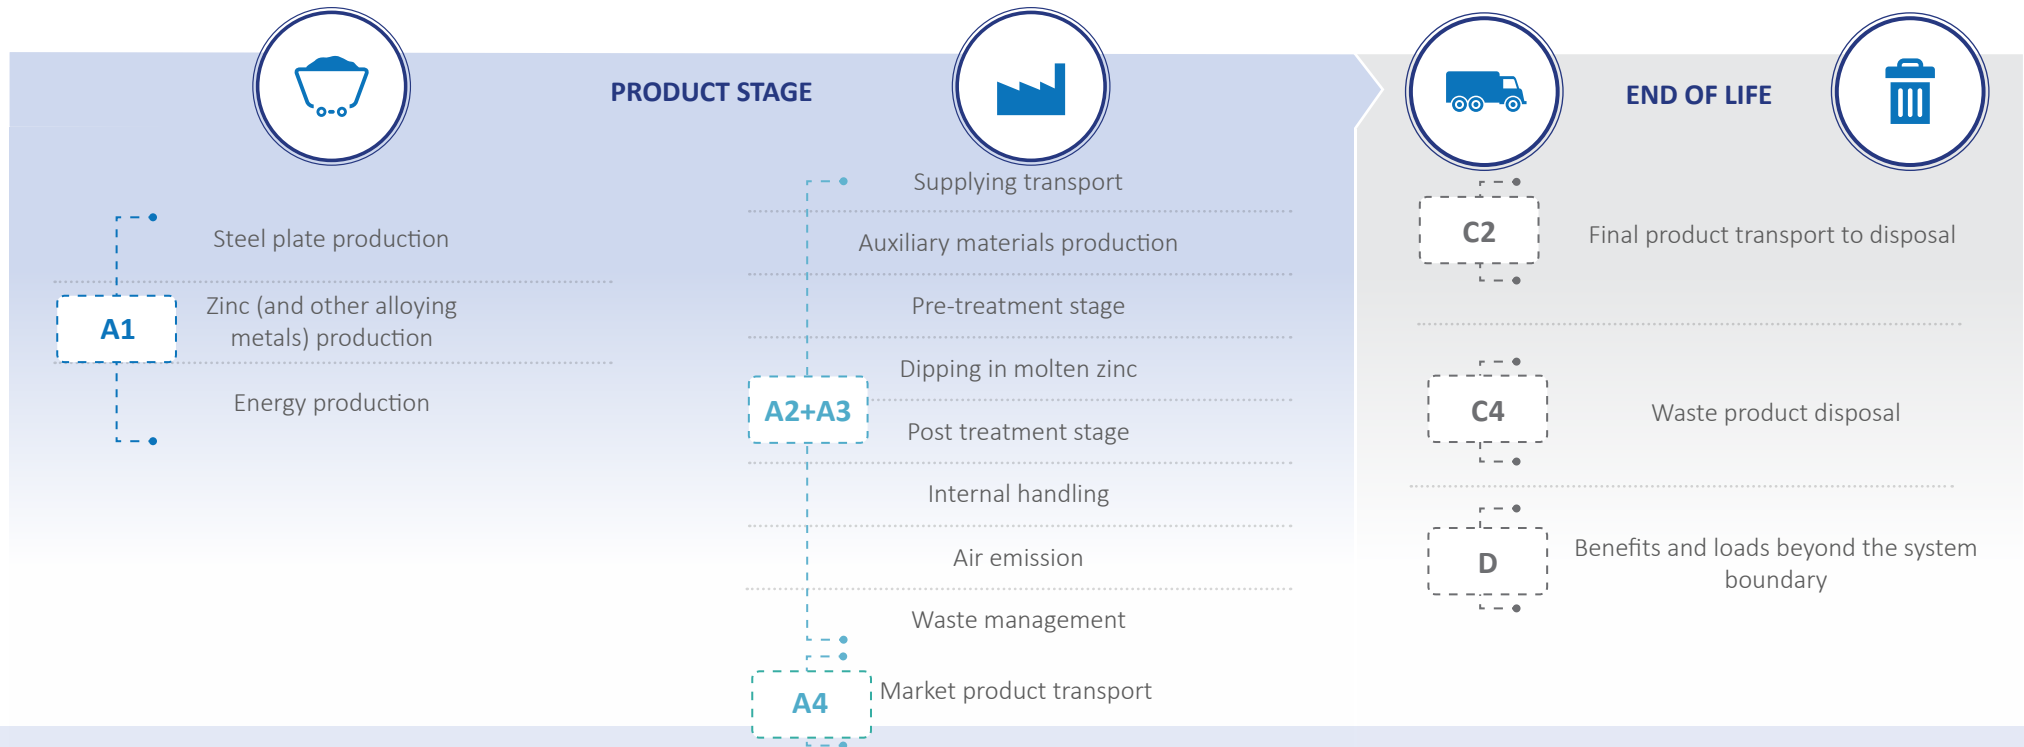 PRODUCT STAGE
END OF LIFE
A1
Steel plate production
Zinc (and other alloying
metals) production
Energy production
A2+A3
Supplying transport
Auxiliary materials production
Pre-treatment stage
Dipping in molten zinc
Post treatment stage
Internal handling
Air emission
Waste management
A4
Market product transport
C2
Final product transport to disposal
C4
Waste product disposal
D
Benefits and loads beyond the system
boundary